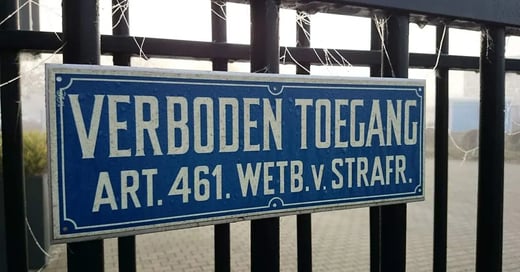 VERBODEN TOEGANG
ART. 461. WETB. V. STRAFR.